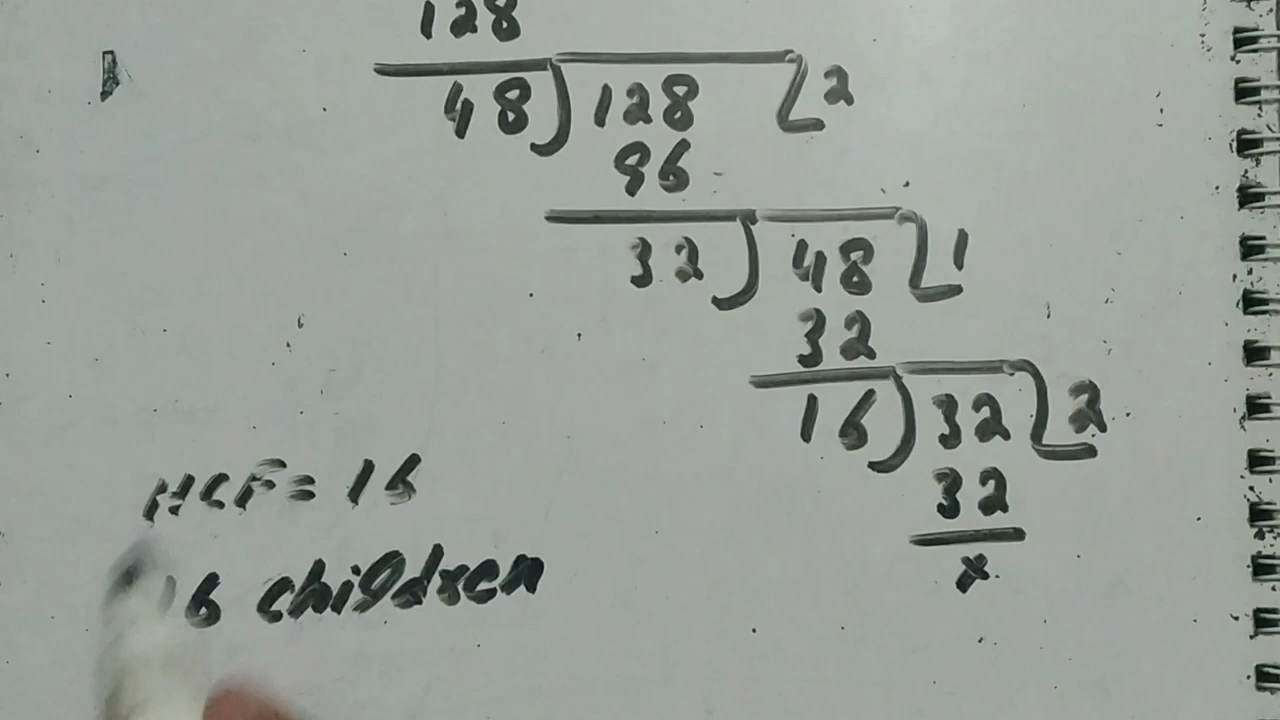 128
48) 128 2
96
32) 48 1
32
16) 32 2
32
x
HCF = 16
16 children